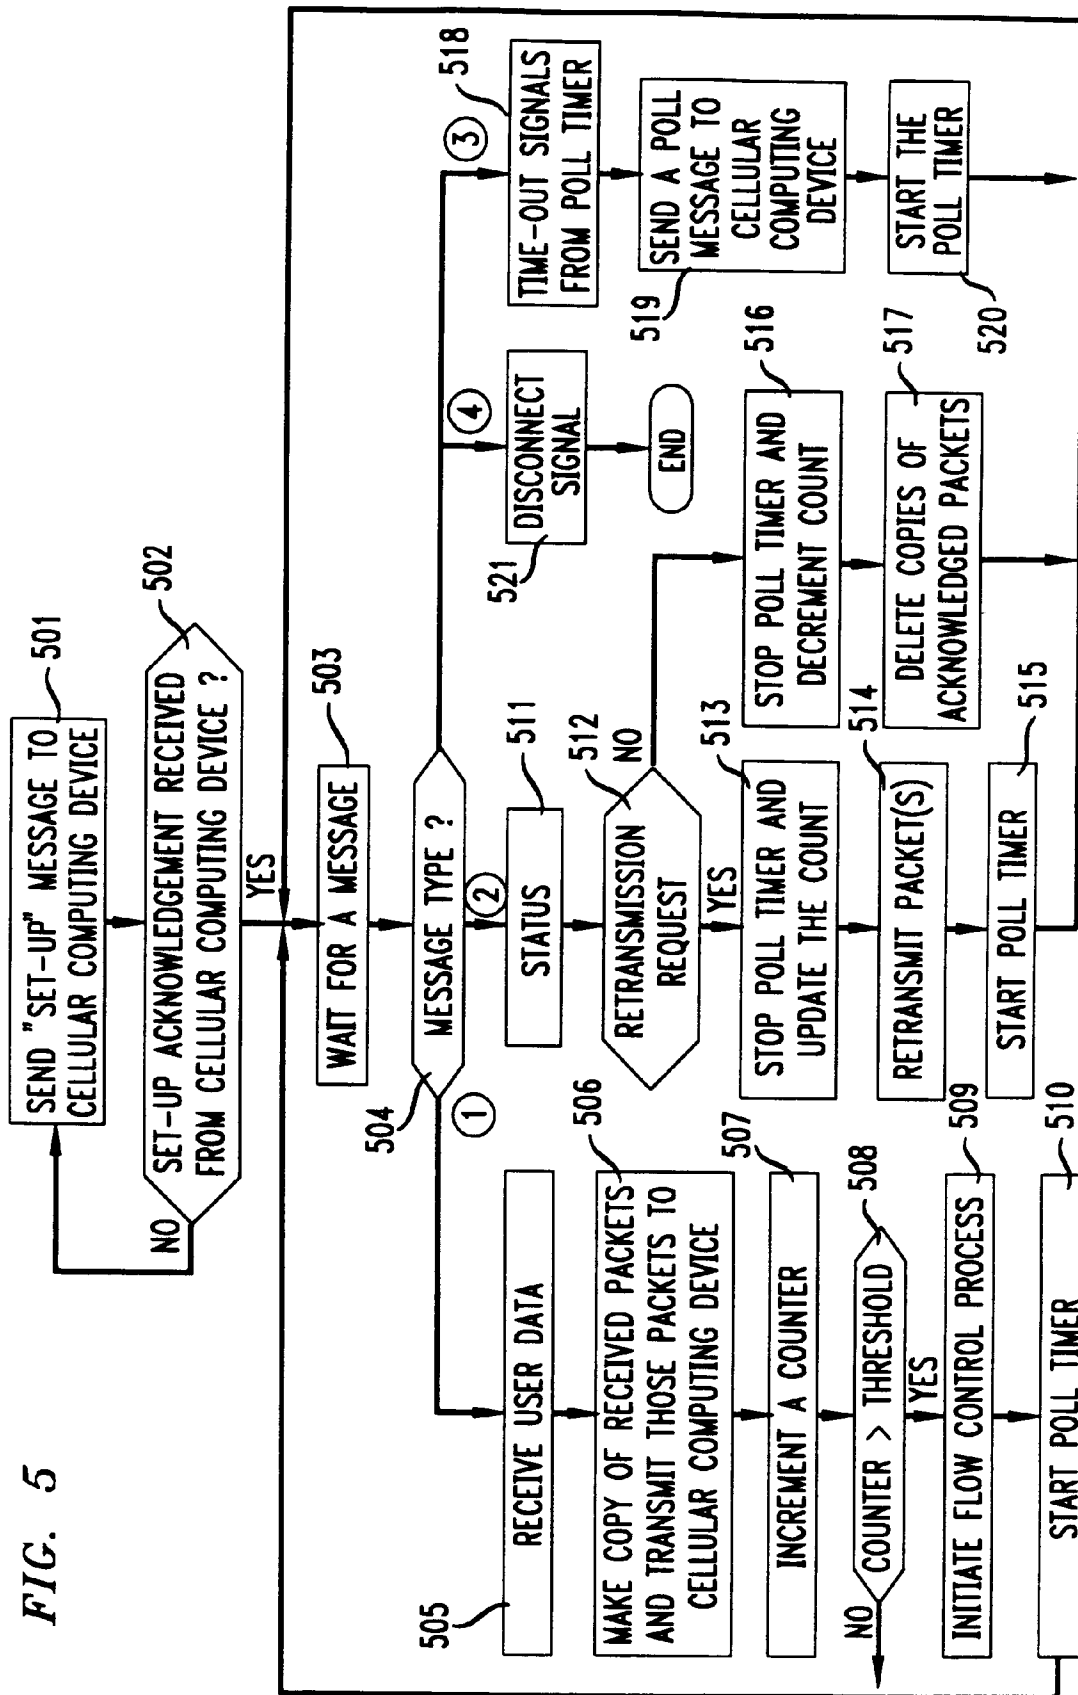 FIG. 5
SEND "SET-UP" MESSAGE TO
CELLULAR COMPUTING DEVICE
501
SET-UP ACKNOWLEDGEMENT RECEIVED
FROM CELLULAR COMPUTING DEVICE ?
502
NO
YES
WAIT FOR A MESSAGE
503
MESSAGE TYPE ?
504
1
2
4
3
RECEIVE USER DATA
505
MAKE COPY OF RECEIVED PACKETS
AND TRANSMIT THOSE PACKETS TO
CELLULAR COMPUTING DEVICE
506
INCREMENT A COUNTER
507
COUNTER > THRESHOLD
508
NO
YES
INITIATE FLOW CONTROL PROCESS
509
START POLL TIMER
510
STATUS
511
RETRANSMISSION
REQUEST
512
NO
YES
STOP POLL TIMER AND
UPDATE THE COUNT
513
RETRANSMIT PACKET(S)
514
START POLL TIMER
515
STOP POLL TIMER AND
DECREMENT COUNT
516
DELETE COPIES OF
ACKNOWLEDGED PACKETS
517
DISCONNECT
SIGNAL
521
END
TIME-OUT SIGNALS
FROM POLL TIMER
518
SEND A POLL
MESSAGE TO
CELLULAR
COMPUTING
DEVICE
519
START THE
POLL TIMER
520